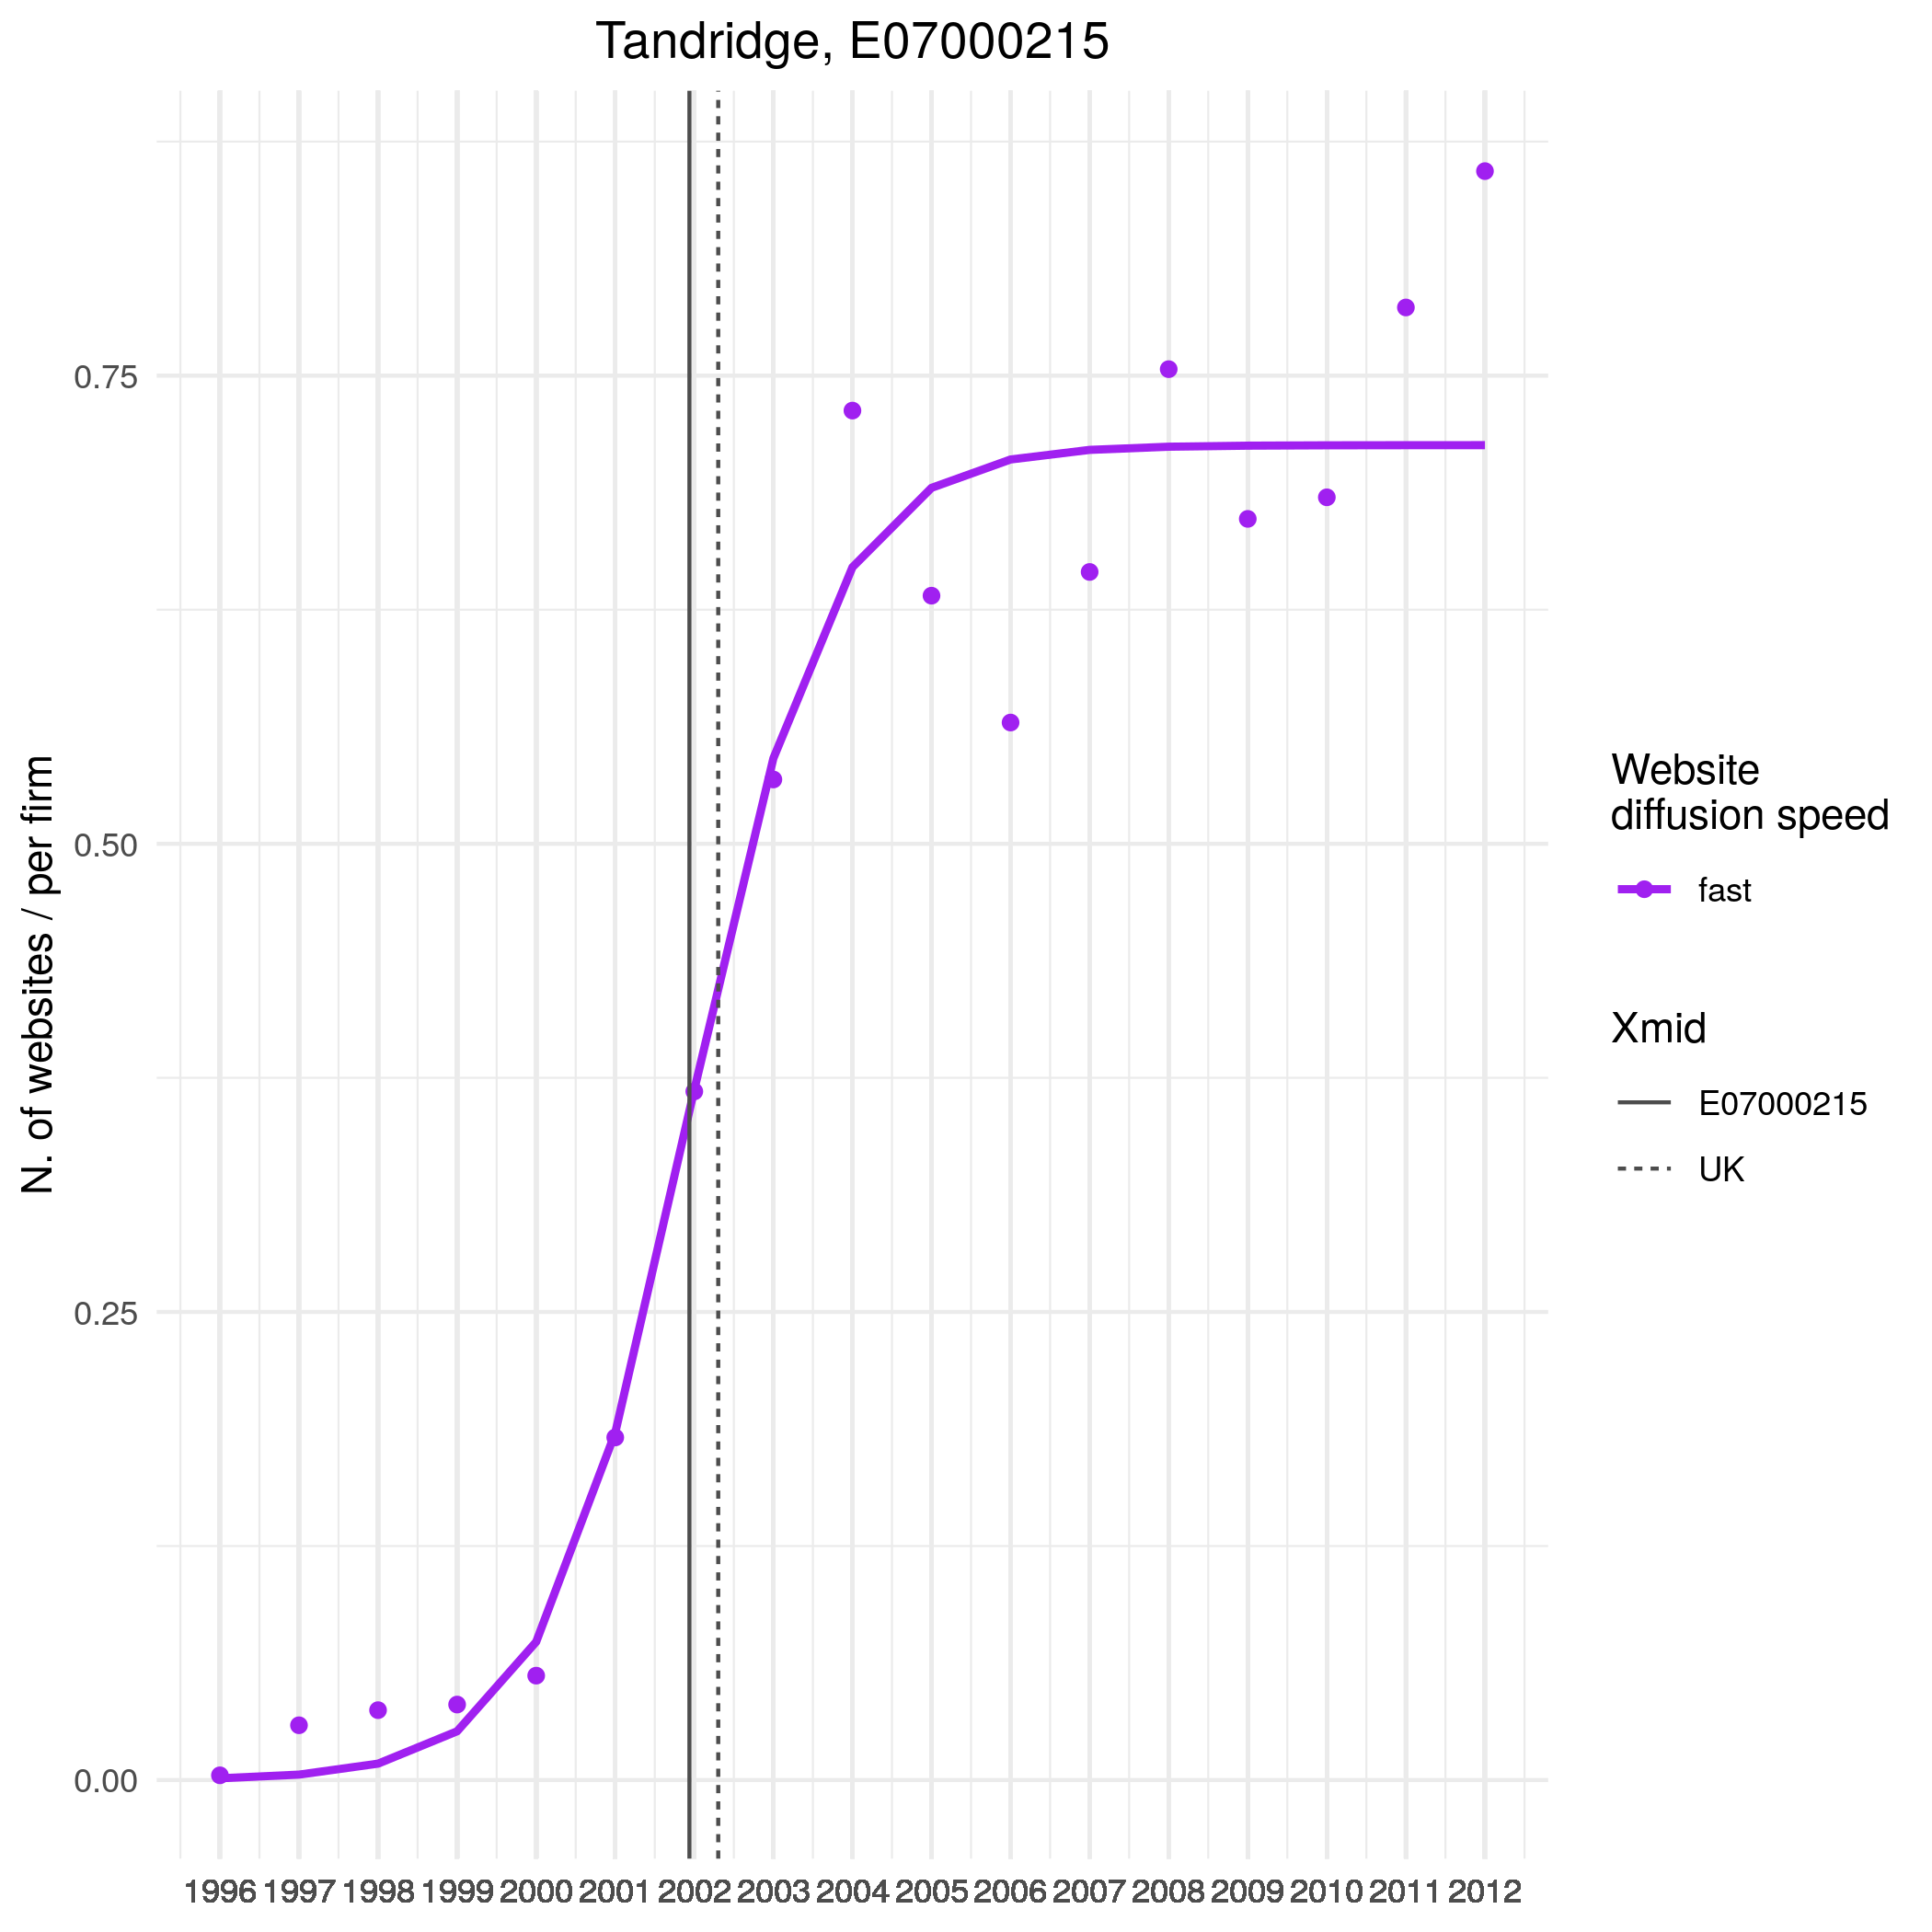 Tandridge, E07000215
N. of websites / per firm
0.75
0.50
0.25
0.00
1996 1997 1998 1999 2000 2001 2002 2003 2004 2005 2006 2007 2008 2009 2010 2011 2012
Website
diffusion speed
fast
Xmid
E07000215
UK